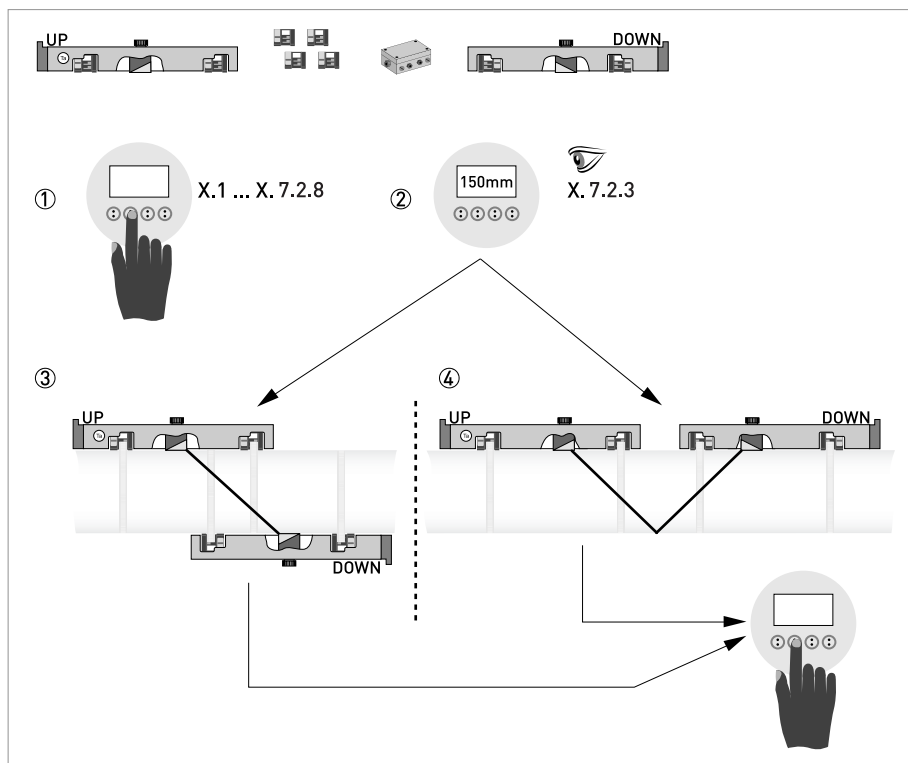 UP
DOWN
①
X.1 ... X. 7.2.8
②
150mm
X. 7.2.3
③
④
UP
DOWN
UP
DOWN